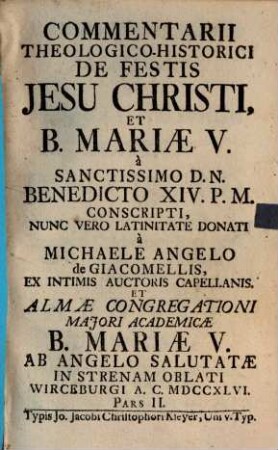 COMMENTARII
THEOLOGICO-HISTORICI
DE FESTIS
JESU CHRISTI,
ET
B. MARIÆ V.
à
SANCTISSIMO D. N.
BENEDICTO XIV. P. M.
CONSCRIPTI,
NUNC VERO LATINITATE DONATI
à
MICHAELE ANGELO
de GIACOMELLIS,
EX INTIMIS AUCTORIS CAPELLANIS.
ET
ALMÆ CONGREGATIONI
MAJORI ACADEMICÆ
B. MARIÆ V.
AB ANGELO SALUTATÆ
IN STRENAM OBLATI
WIRCEBURGI A. C. MDCCXLVI.
PARS II.
Typis Jo. Jacobi Christophori Kleyer, Univ. Typ.